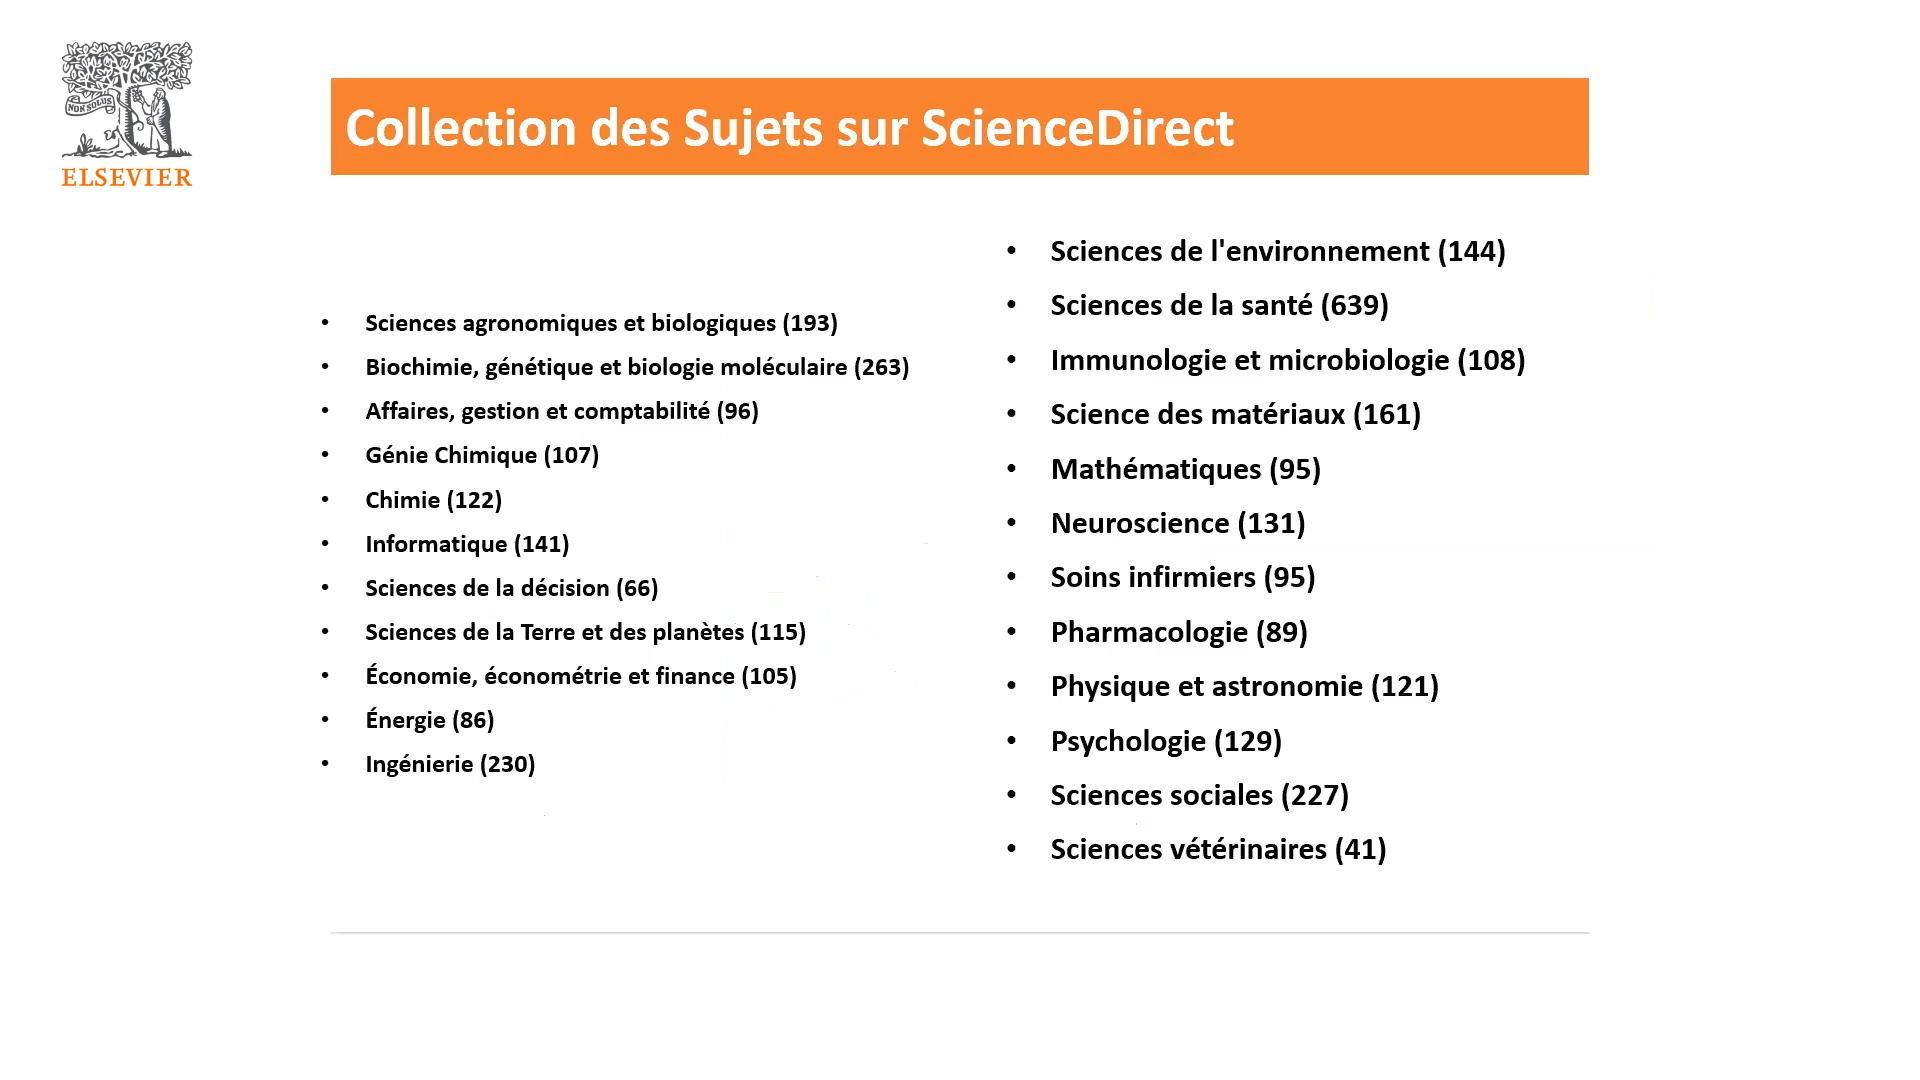 NON SOLUS
ELSEVIER
Collection des Sujets sur ScienceDirect
• Sciences agronomiques et biologiques (193)
• Biochimie, génétique et biologie moléculaire (263)
• Affaires, gestion et comptabilité (96)
• Génie Chimique (107)
• Chimie (122)
• Informatique (141)
• Sciences de la décision (66)
• Sciences de la Terre et des planètes (115)
• Économie, économétrie et finance (105)
• Énergie (86)
• Ingénierie (230)
• Sciences de l'environnement (144)
• Sciences de la santé (639)
• Immunologie et microbiologie (108)
• Science des matériaux (161)
• Mathématiques (95)
• Neuroscience (131)
• Soins infirmiers (95)
• Pharmacologie (89)
• Physique et astronomie (121)
• Psychologie (129)
• Sciences sociales (227)
• Sciences vétérinaires (41)